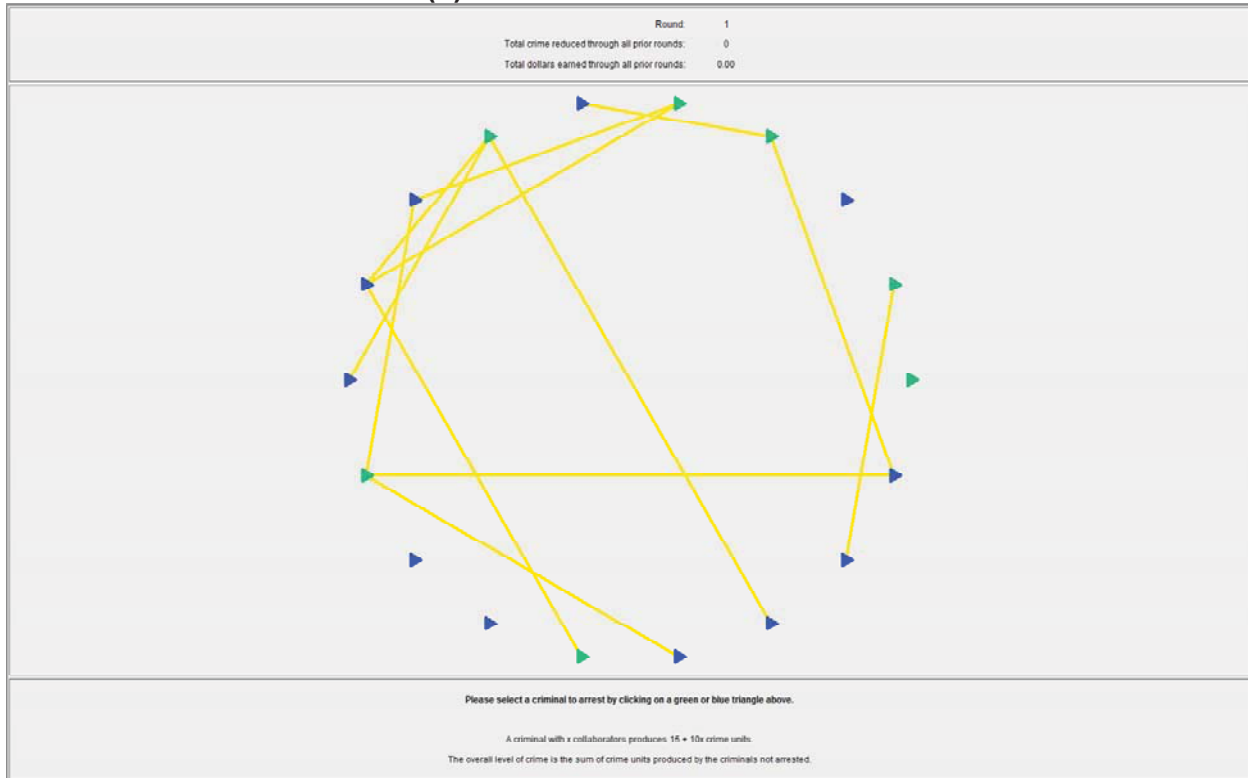 Round: 1
Total crime reduced through all prior rounds: 0
Total dollars earned through all prior rounds: 0.00
Please select a criminal to arrest by clicking on a green or blue triangle above.
A criminal with x collaborators produces 15 + 10x crime units
The overall level of crime is the sum of crime units produced by the criminals not arrested.